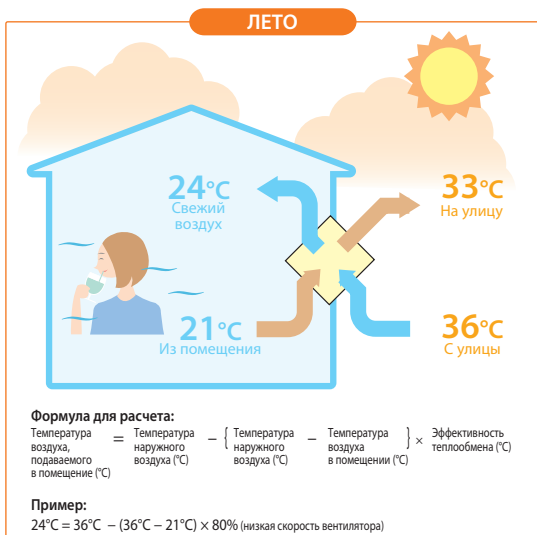 ЛЕТО
24°C
Свежий
воздух
33°C
На улицу
21°C
Из помещения
36°C
С улицы
Формула для расчета:
Температура
воздуха,
подаваемого
в помещение (°C)
=
Температура
наружного
воздуха (°C)
– {
Температура
наружного
воздуха (°C)
–
Температура
воздуха
в помещении (°C)
} ×
Эффективность
теплообмена (°C)
Пример:
24°C = 36°C – (36°C – 21°C) × 80% (низкая скорость вентилятора)